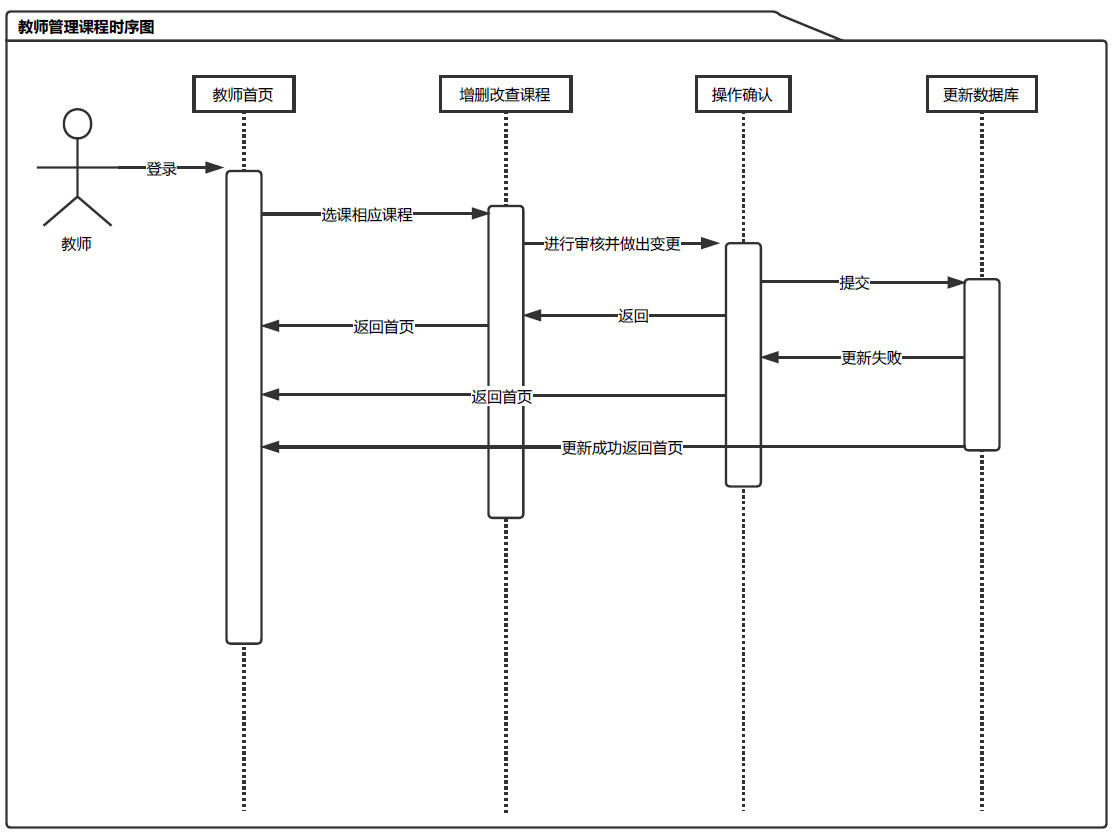 教师管理课程时序图
教师首页
增删改查课程
操作确认
更新数据库
登录
选课相应课程
进行审核并做出变更
教师
提交
返回
返回首页
更新失败
返回首页
更新成功返回首页